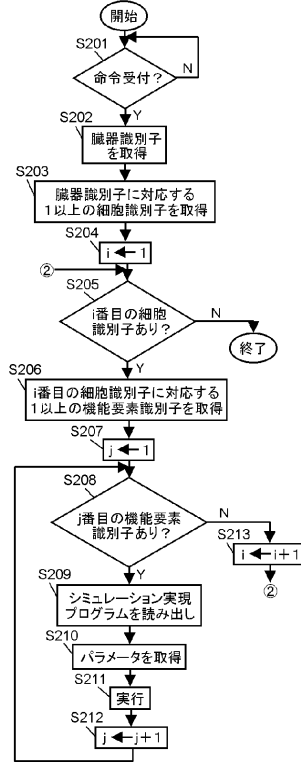 開始
S201
命令受付？
N
Y
S202
臓器識別子
を取得
S203
臓器識別子に対応する
1以上の細胞識別子を取得
S204
i ← 1
②
S205
i番目の細胞
識別子あり？
N
Y
終了
S206
i番目の細胞識別子に対応する
1以上の機能要素識別子を取得
S207
j ← 1
S208
j番目の機能要素
識別子あり？
N
S213
i ← i+1
②
Y
S209
シミュレーション実現
プログラムを読み出し
S210
パラメータを取得
S211
実行
S212
j ← j+1